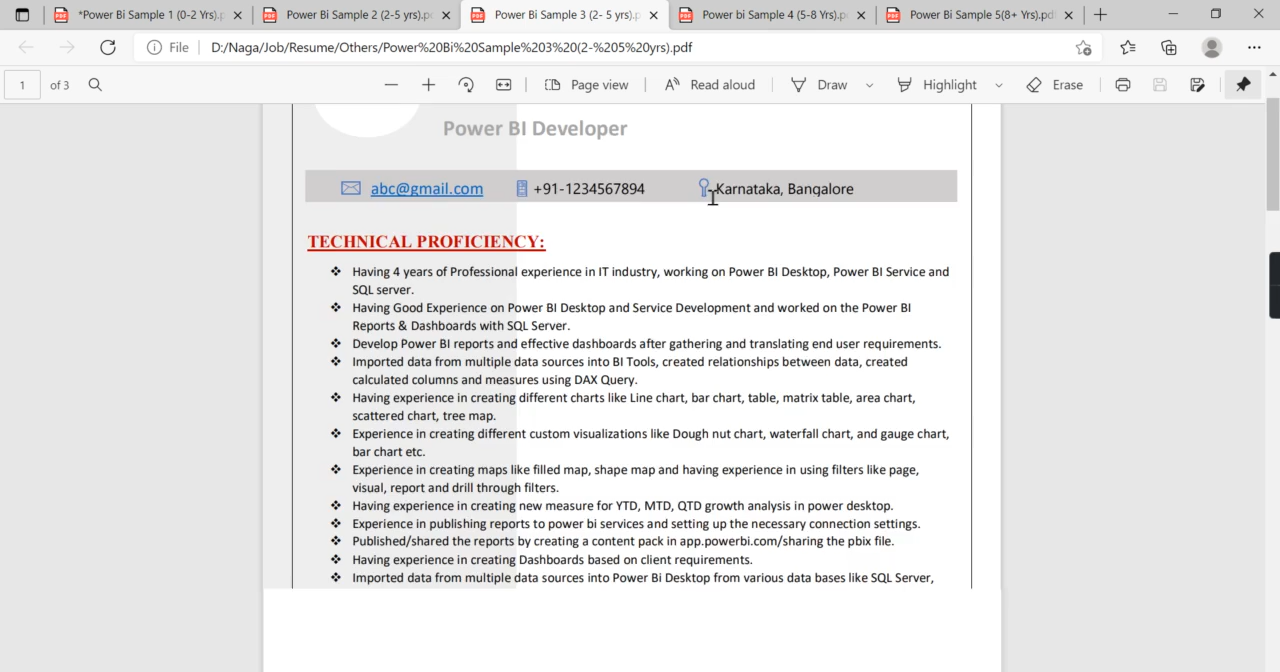 *Power Bi Sample 1 (0-2 Yrs).
Power Bi Sample 2 (2-5 yrs).
Power Bi Sample 3 (2- 5 yrs).p
Power bi Sample 4 (5-8 Yrs).p
Power Bi Sample 5(8+ Yrs).pd
File
D:/Naga/Job/Resume/Others/Power%20Bi%20Sample%203%20(2-%205%20yrs).pdf
1 of 3
Page view
Read aloud
Draw
Highlight
Erase
Power BI Developer
abc@gmail.com +91-1234567894 - Karnataka, Bangalore
TECHNICAL PROFICIENCY:
❖ Having 4 years of Professional experience in IT industry, working on Power BI Desktop, Power BI Service and
SQL server.
❖ Having Good Experience on Power BI Desktop and Service Development and worked on the Power BI
Reports & Dashboards with SQL Server.
❖ Develop Power BI reports and effective dashboards after gathering and translating end user requirements.
❖ Imported data from multiple data sources into BI Tools, created relationships between data, created
calculated columns and measures using DAX Query.
❖ Having experience in creating different charts like Line chart, bar chart, table, matrix table, area chart,
scattered chart, tree map.
❖ Experience in creating different custom visualizations like Dough nut chart, waterfall chart, and gauge chart,
bar chart etc.
❖ Experience in creating maps like filled map, shape map and having experience in using filters like page,
visual, report and drill through filters.
❖ Having experience in creating new measure for YTD, MTD, QTD growth analysis in power desktop.
❖ Experience in publishing reports to power bi services and setting up the necessary connection settings.
❖ Published/shared the reports by creating a content pack in app.powerbi.com/sharing the pbix file.
❖ Having experience in creating Dashboards based on client requirements.
❖ Imported data from multiple data sources into Power Bi Desktop from various data bases like SQL Server,